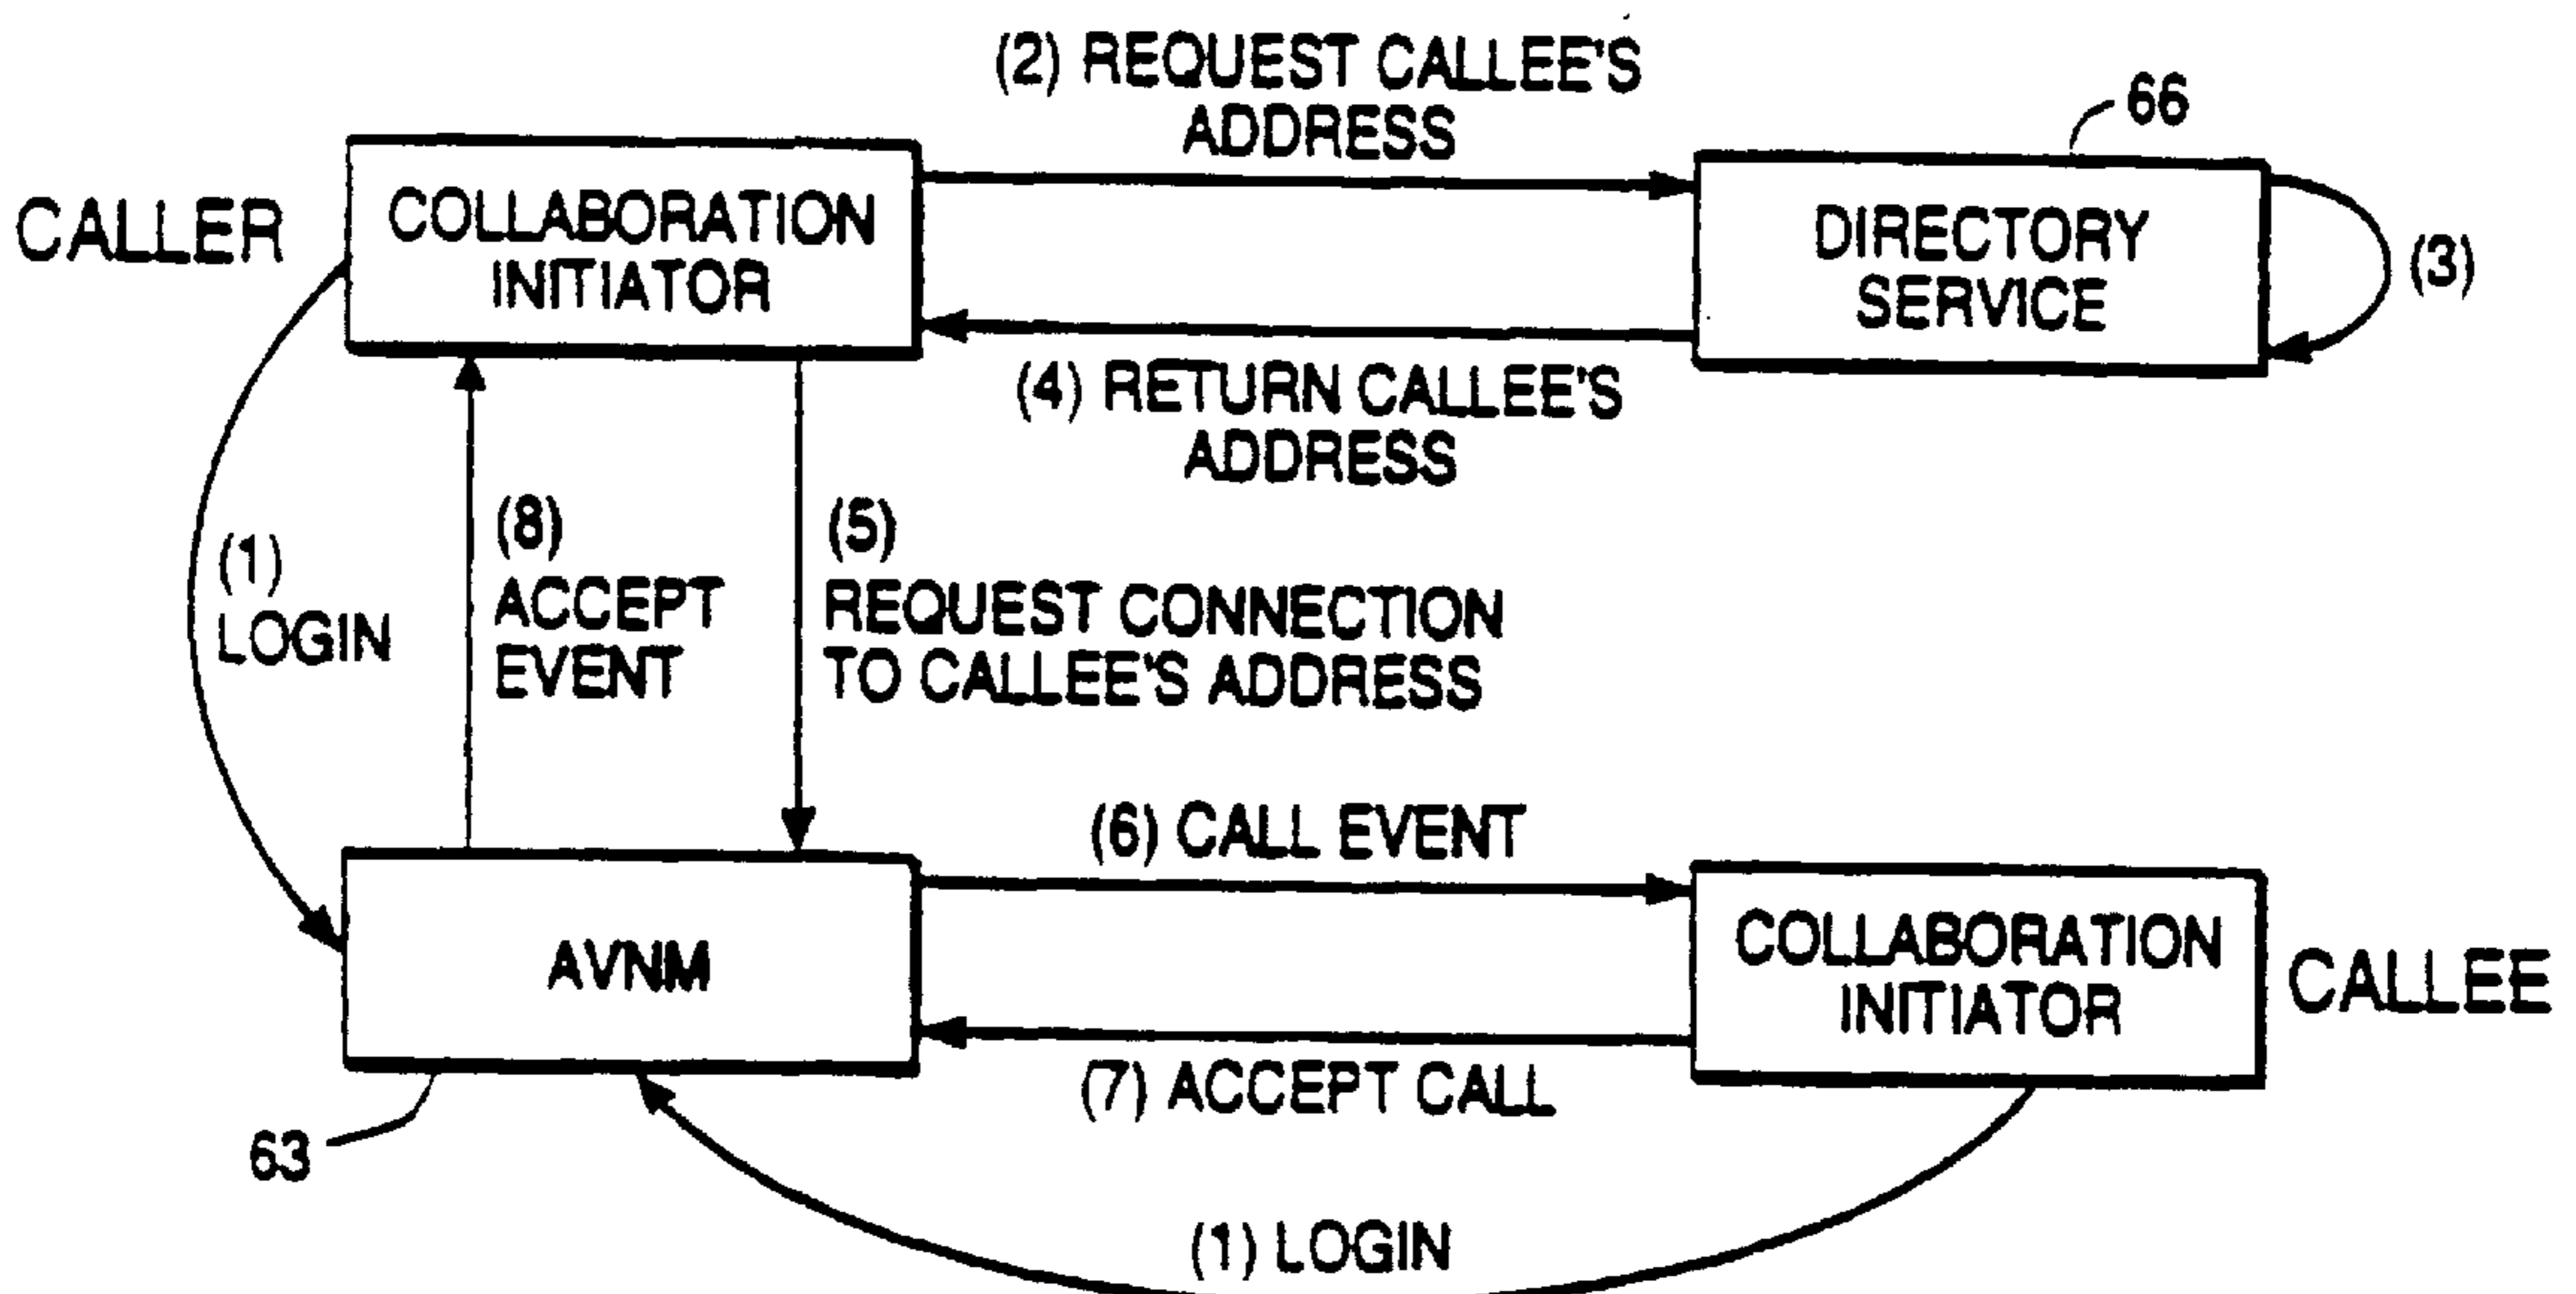 (2) REQUEST CALLEE'S
ADDRESS
66
CALLER
COLLABORATION
INITIATOR
DIRECTORY
SERVICE
(3)
(4) RETURN CALLEE'S
ADDRESS
(1)
LOGIN
(8)
ACCEPT
EVENT
(5)
REQUEST CONNECTION
TO CALLEE'S ADDRESS
(6) CALL EVENT
AVNM
COLLABORATION
INITIATOR
CALLEE
(7) ACCEPT CALL
63
(1) LOGIN